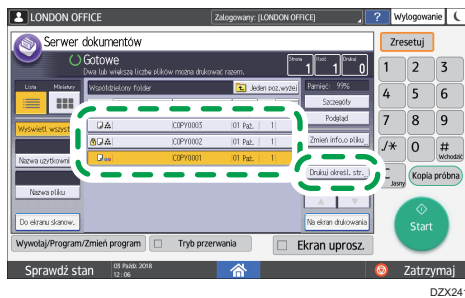 LONDON OFFICE
Zalogowany: [LONDON OFFICE]
?
Wylogowanie
Serwer dokumentów
Zresetuj
Gotowe
Dwa lub większą liczbę plików można drukować razem.
Strona
1
Ilość
1
Drukuj
0
1 2 3
Lista
Miniatury
Współdzielony folder
Jeden poz.wyżej
Pamięć: 99%
Szczegóły
4 5 6
Podgląd
7 8 9
Wyświetl wszyst
COPY0003 01 Paź. 1
COPY0002 01 Paź. 1
Zmień info.o pliku
./* 0 #
Wchodzić
Nazwa użytkowni
COPY0001 01 Paź. 1
Drukuj określ. str.
C
Jasny
Kopia próbna
Nazwa pliku
Do ekranu skanow.
Na ekran drukowania
Start
Wywołaj/Program/Zmień program
Tryb przerwania
Ekran uprosz.
Sprawdź stan
03 Paźdz. 2018
12:06
Zatrzymaj
DZX241